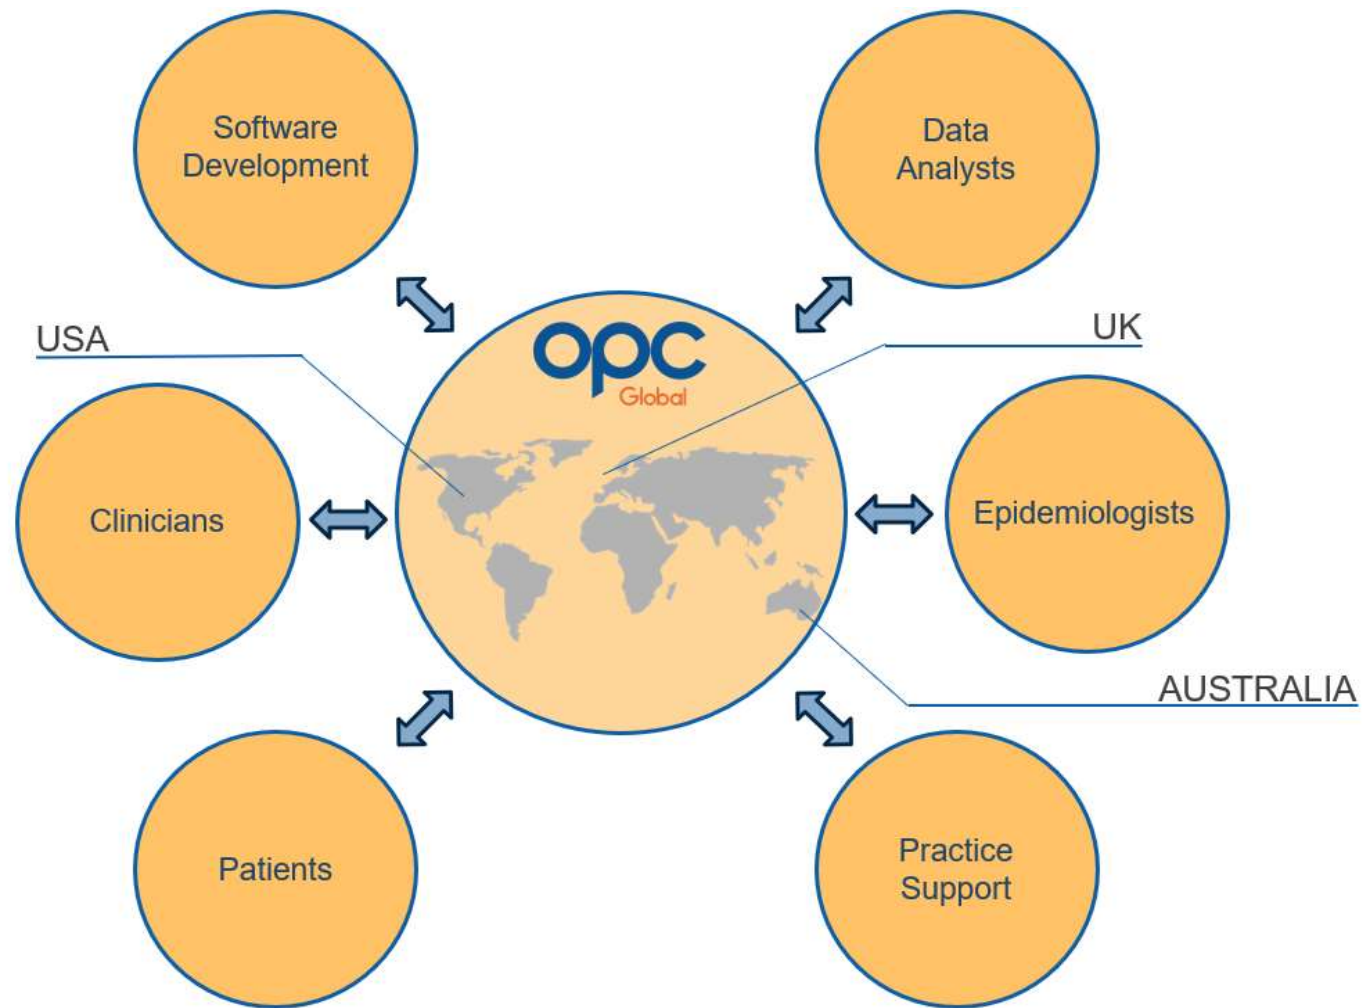 Software
Development
Data
Analysts
USA
opc
Global
UK
Clinicians
Epidemiologists
AUSTRALIA
Patients
Practice
Support